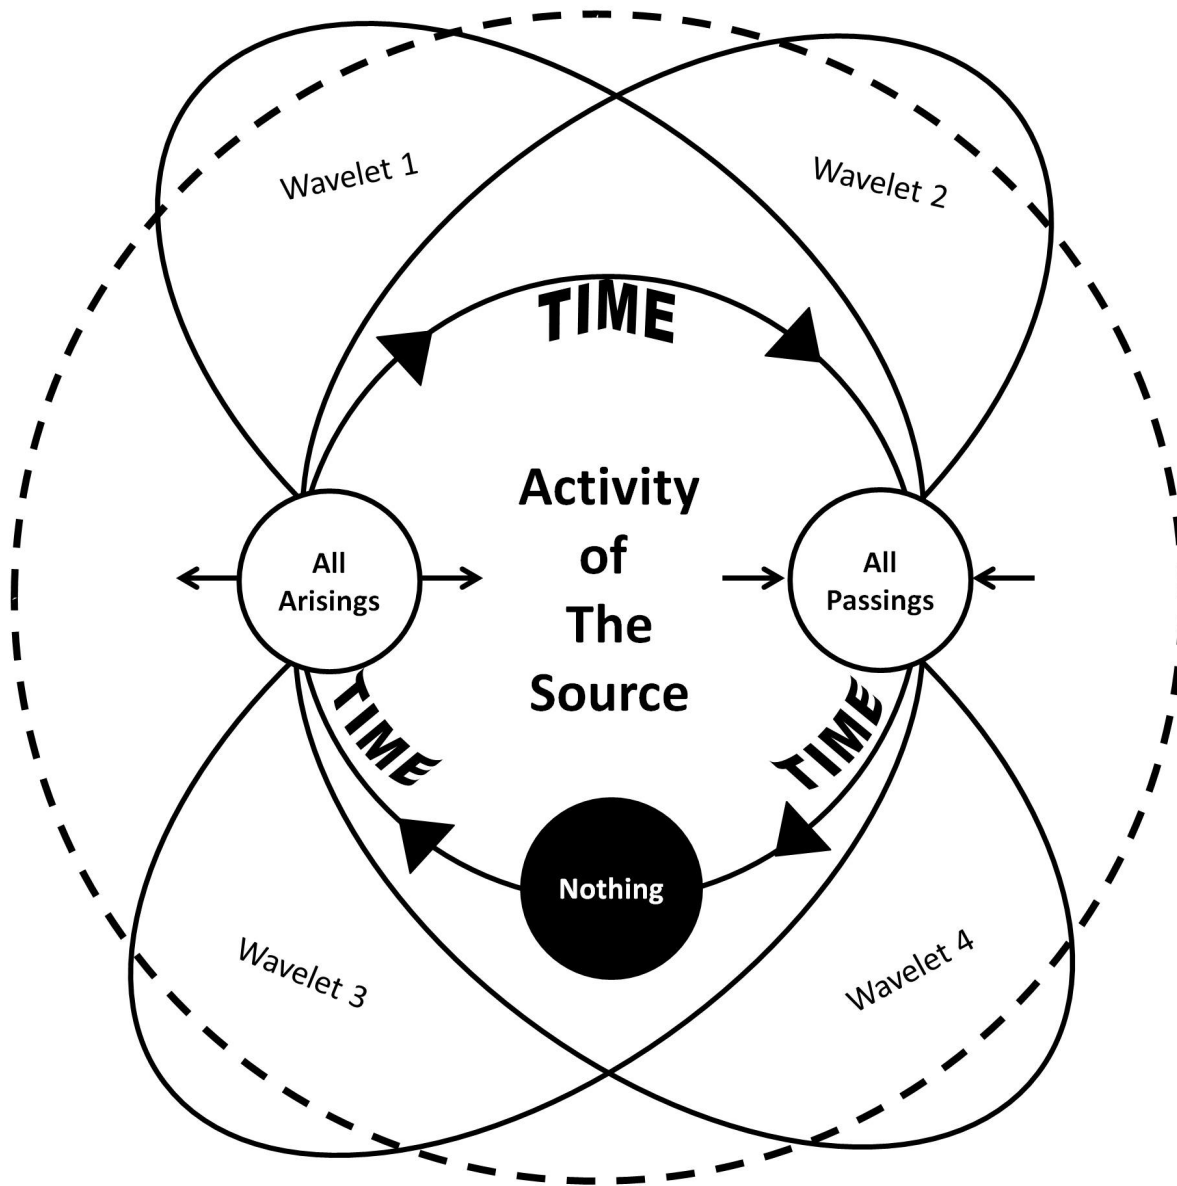 Wavelet 1
Wavelet 2
TIME
Activity
of
The
Source
All
Arisings
All
Passings
TIME
TIME
Nothing
Wavelet 3
Wavelet 4